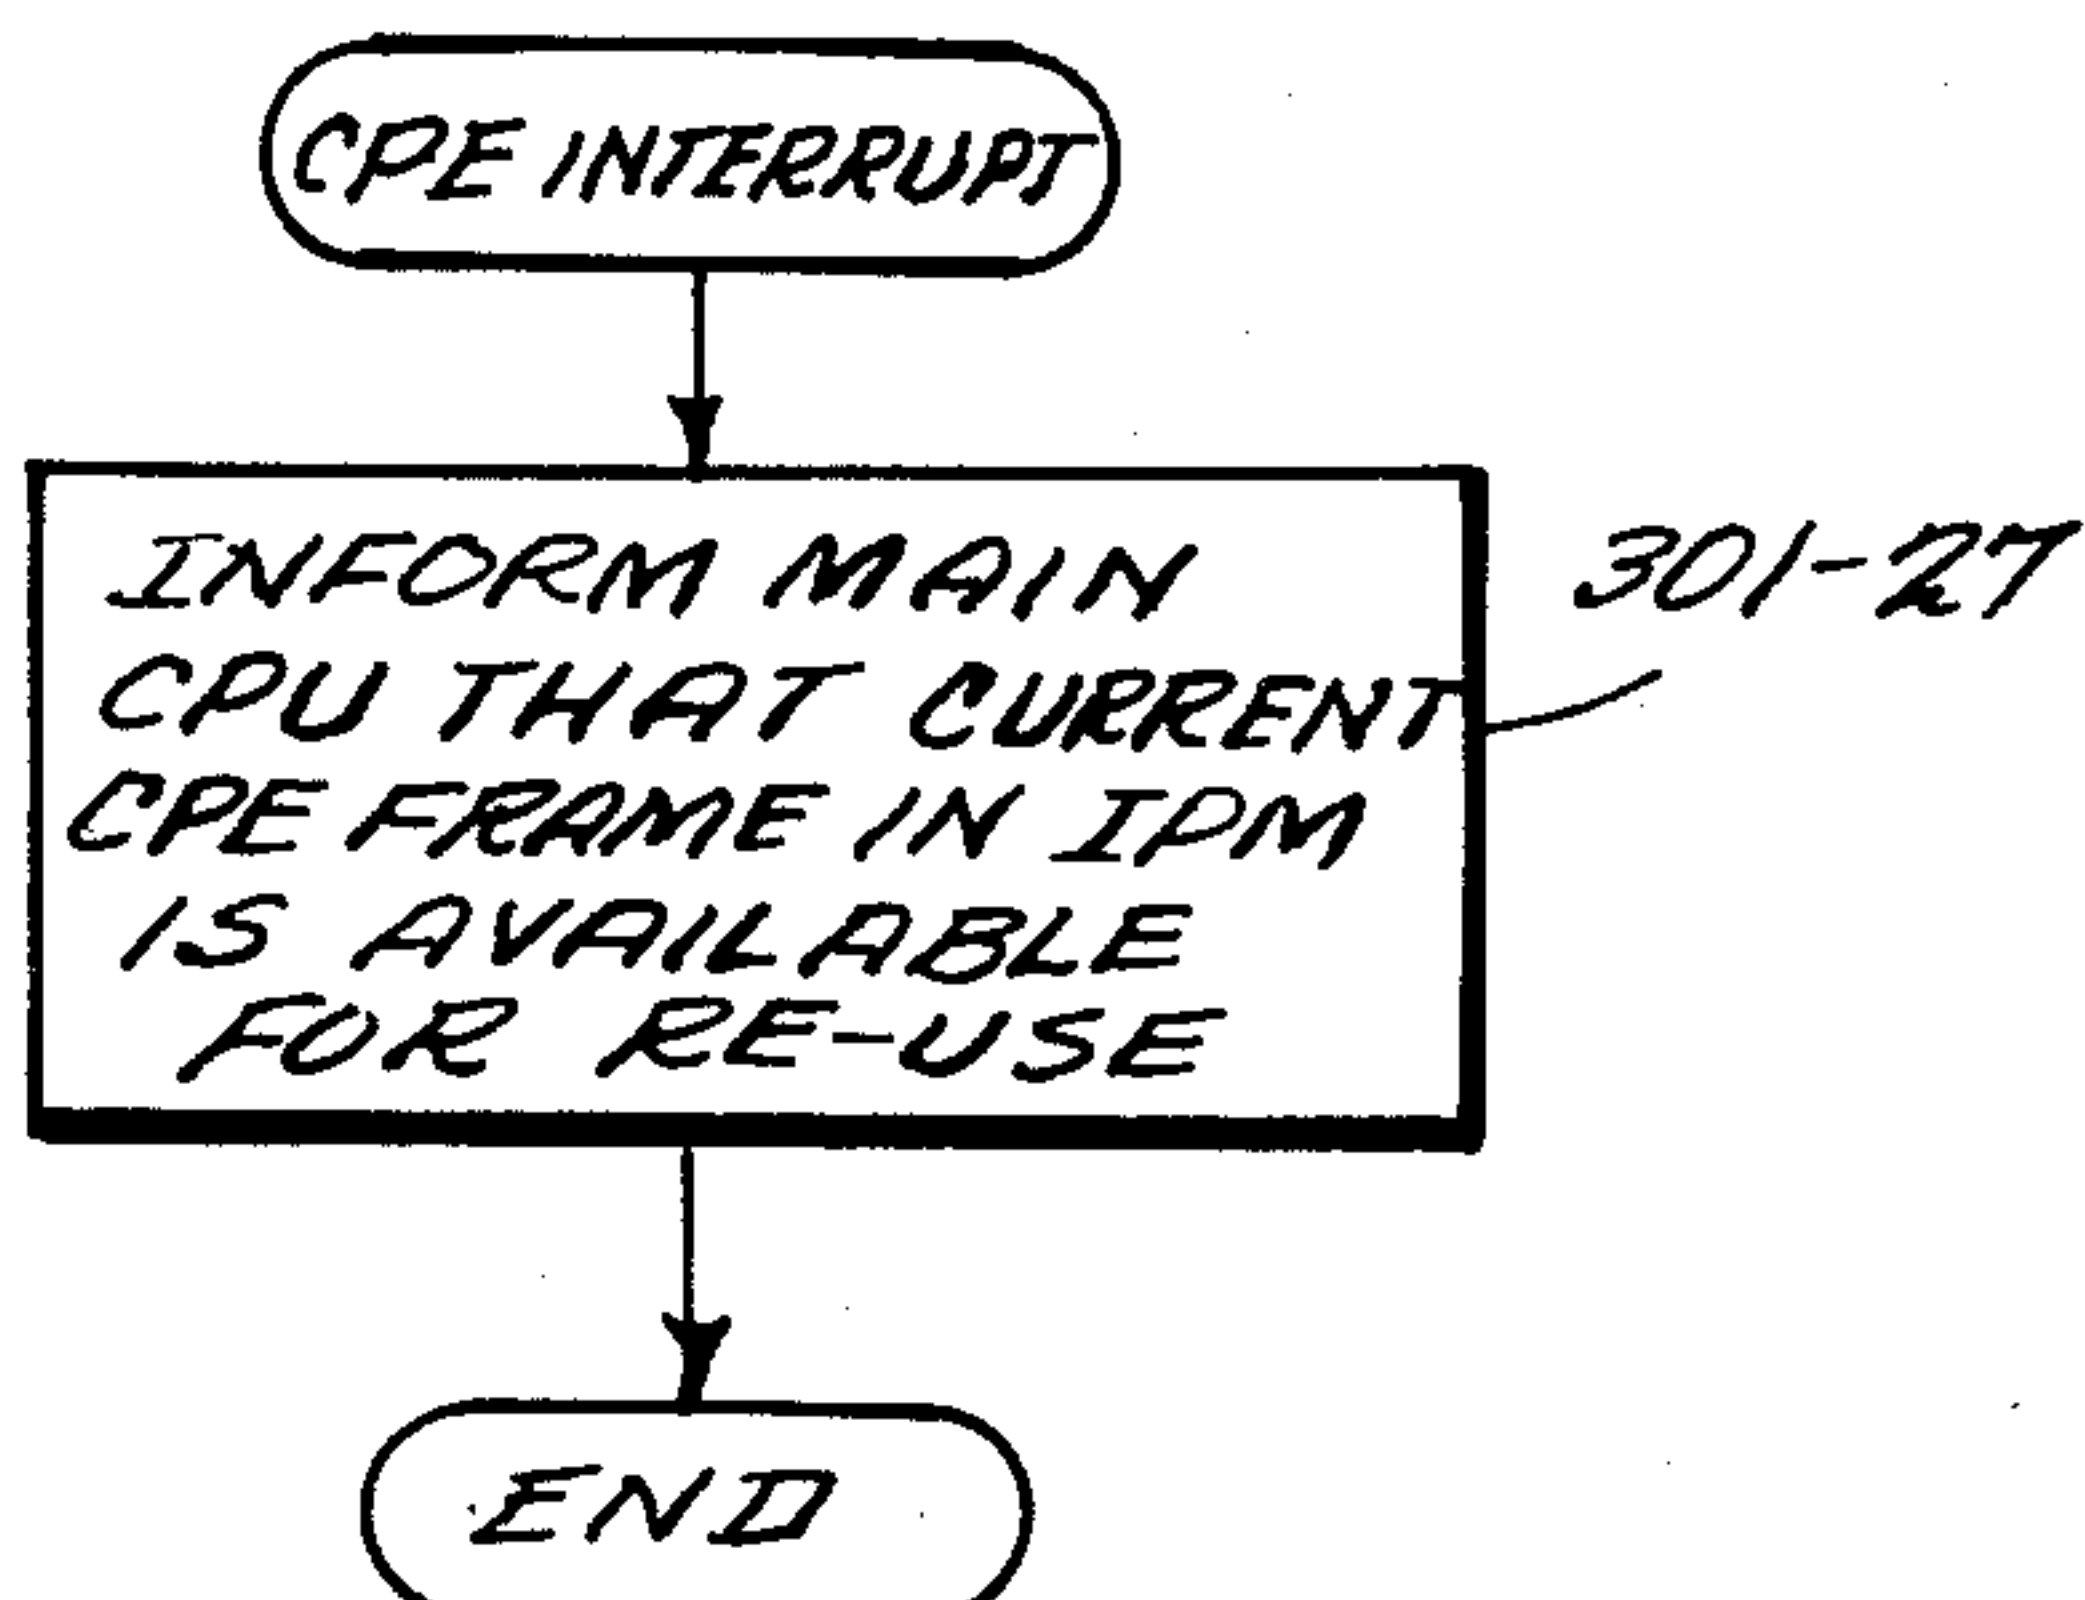 CPE INTERRUPT
INFORM MAIN
CPU THAT CURRENT
CPE FRAME IN IPM
IS AVAILABLE
FOR RE-USE
301-27
END